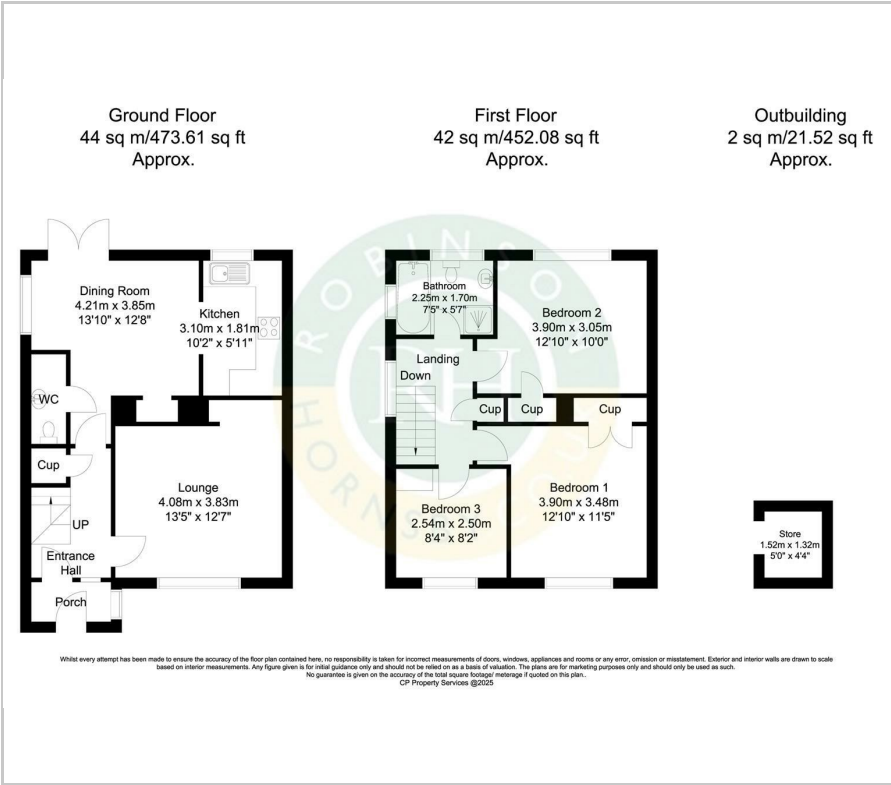 Ground Floor
44 sq m/473.61 sq ft
Approx.
First Floor
42 sq m/452.08 sq ft
Approx.
Outbuilding
2 sq m/21.52 sq ft
Approx.
Dining Room
4.21m x 3.85m
13'10" x 12'8"
Kitchen
3.10m x 1.81m
10'2" x 5'11"
WC
Cup
Lounge
4.08m x 3.83m
13'5" x 12'7"
UP
Entrance
Hall
Porch
Bathroom
2.25m x 1.70m
7'5" x 5'7"
Bedroom 2
3.90m x 3.05m
12'10" x 10'0"
Landing
Down
Cup
Cup
Cup
Bedroom 1
3.90m x 3.48m
12'10" x 11'5"
Bedroom 3
2.54m x 2.50m
8'4" x 8'2"
Store
1.52m x 1.32m
5'0" x 4'4"
ROBINSON
RH
HORNSBY
Whilst every attempt has been made to ensure the accuracy of the floor plan contained here, no responsibility is taken for incorrect measurements of doors, windows, appliances and rooms or any error, omission or misstatement. Exterior and interior walls are drawn to scale
based on interior measurements. Any figure given is for initial guidance only and should not be relied on as a basis of valuation. The plans are for marketing purposes only and should only be used as such.
No guarantee is given on the accuracy of the total square footage/ meterage if quoted on this plan..
CP Property Services @2025